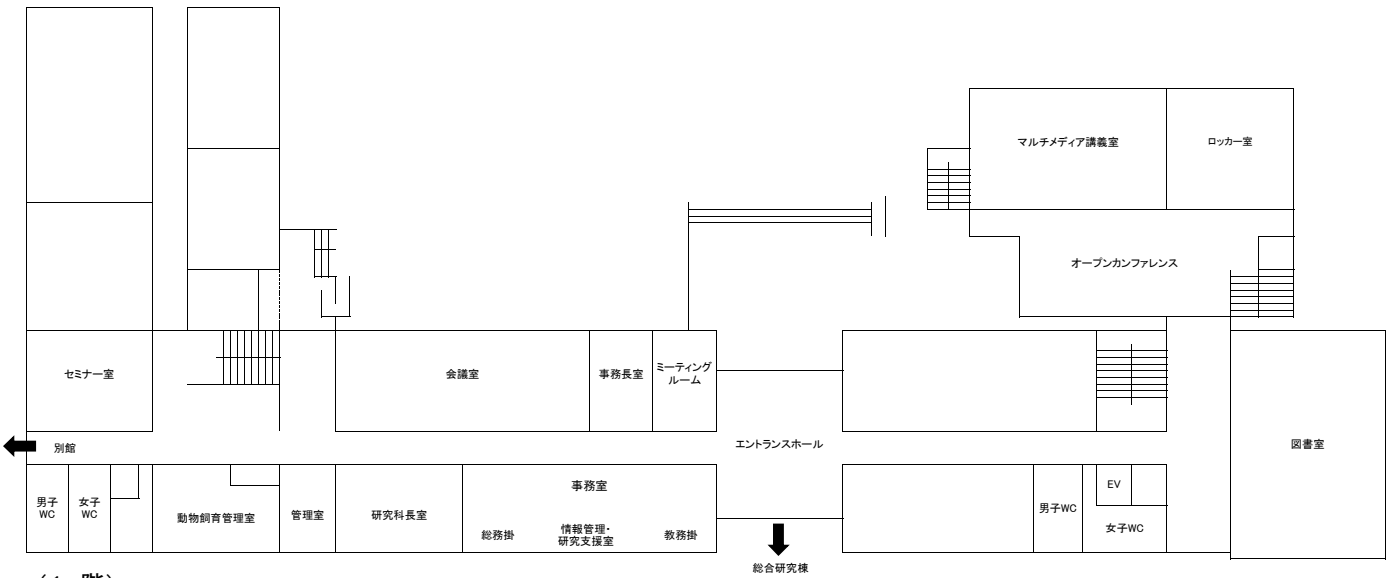 マルチメディア講義室
ロッカー室
オープンカンファレンス
セミナー室
会議室
事務長室
ミーティング
ルーム
エントランスホール
別館
図書室
男子
WC
女子
WC
動物飼育管理室
管理室
研究科長室
事務室
総務掛
情報管理・
研究支援室
教務掛
男子WC
EV
女子WC
総合研究棟